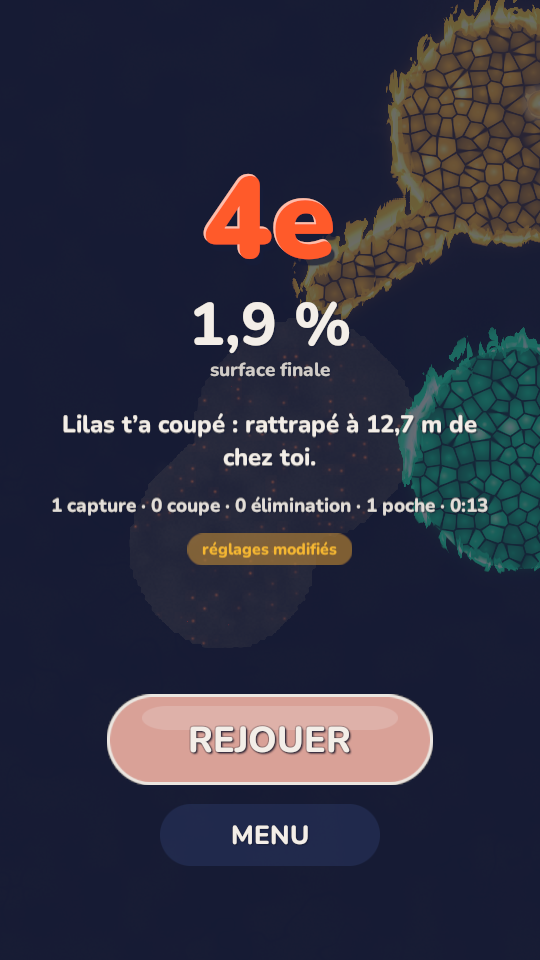 4e
1,9 %
surface finale
Lilas t’a coupé : rattrapé à 12,7 m de
chez toi.
1 capture · 0 coupe · 0 élimination · 1 poche · 0:13
réglages modifiés
REJOUER
MENU